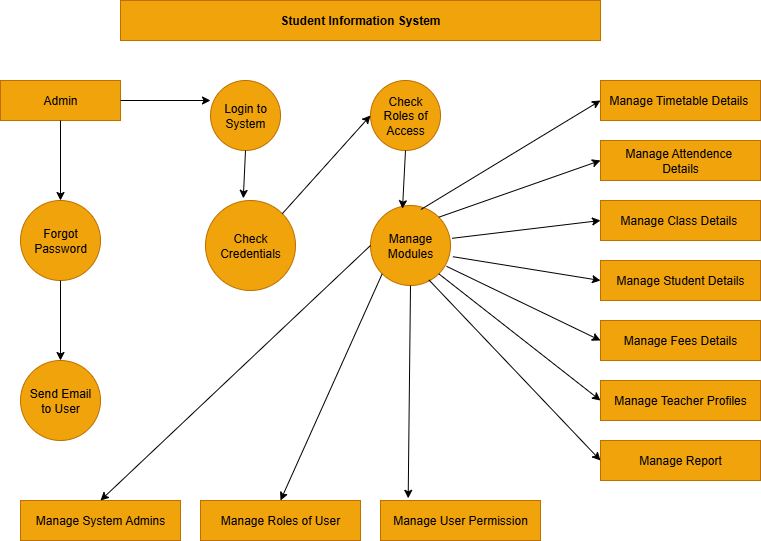 Student Information System
Admin
Login to
System
Check
Roles of
Access
Manage Timetable Details
Manage Attendence
Details
Manage Class Details
Forgot
Password
Check
Credentials
Manage
Modules
Manage Student Details
Manage Fees Details
Send Email
to User
Manage Teacher Profiles
Manage Report
Manage System Admins
Manage Roles of User
Manage User Permission